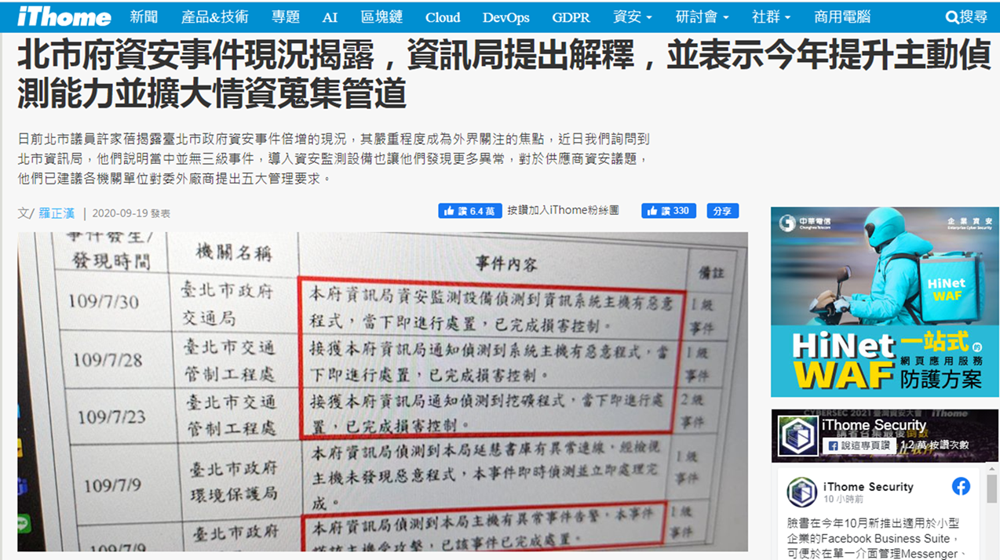 iThome 新聞 產品&技術 專題 AI 區塊鏈 Cloud DevOps GDPR 資安 研討會 社群 商用電腦 搜尋
北市府資安事件現況揭露，資訊局提出解釋，並表示今年提升主動偵
測能力並擴大情資蒐集管道
日前北市議員許家蓓揭露臺北市政府資安事件倍增的現況，其嚴重程度成為外界關注的焦點，近日我們詢問到
北市資訊局，他們說明當中並無三級事件，導入資安監測設備也讓他們發現更多異常，對於供應商資安議題，
他們已建議各機關單位對委外廠商提出五大管理要求。
文/ 羅正漢 | 2020-09-19 發表
讚 6.4 萬 按讚加入iThome粉絲團 讚 330 分享
事件發生/
發現時間
機關名稱
事件內容
備註
109/7/30
臺北市政府
交通局
本府資訊局資安監測設備偵測到資訊系統主機有惡意
程式，當下即進行處置，已完成損害控制。
1級
事件
109/7/28
臺北市交通
管制工程處
接獲本府資訊局通知偵測到系統主機有惡意程式，當
下即進行處置，已完成損害控制。
1級
事件
109/7/23
臺北市交通
管制工程處
接獲本府資訊局通知偵測到挖礦程式，當下即進行處
置，已完成損害控制。
2級
事件
109/7/9
臺北市政府
環境保護局
本府資訊局偵測到本局延慧書庫有異常連線，經檢視
主機未發現惡意程式，本事件即時偵測並立即處理完
成。
1級
事件
109/7/9
臺北市政府
本府資訊局偵測到本局主機有異常事件告警，本事件
主機受攻擊，已該事件已完成處置。
1級
事件
中華電信
Chunghwa Telecom
企業資安
Enterprise Cyber Security
HiNet
WAF
HiNet 一站式的
網頁應用服務
WAF 防護方案
CYBERSEC 2021 臺灣資安大會 iThome
iThome Security
說這專頁讚 1.2 萬 按讚次數
iThome Security
10 小時前
臉書在今年10月新推出適用於小型
企業的Facebook Business Suite，
可便於在單一介面管理Messenger、